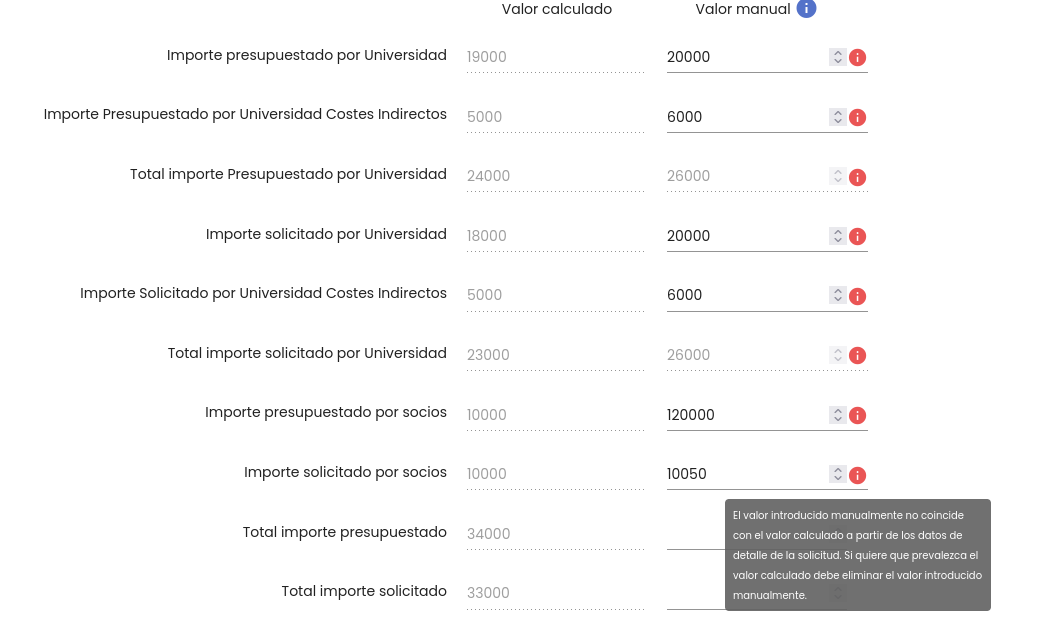 Valor calculado Valor manual
Importe presupuestado por Universidad 19000 20000
Importe Presupuestado por Universidad Costes Indirectos 5000 6000
Total importe Presupuestado por Universidad 24000 26000
Importe solicitado por Universidad 18000 20000
Importe Solicitado por Universidad Costes Indirectos 5000 6000
Total importe solicitado por Universidad 23000 26000
Importe presupuestado por socios 10000 120000
Importe solicitado por socios 10000 10050
Total importe presupuestado 34000
Total importe solicitado 33000
El valor introducido manualmente no coincide
con el valor calculado a partir de los datos de
detalle de la solicitud. Si quiere que prevalezca el
valor calculado debe eliminar el valor introducido
manualmente.